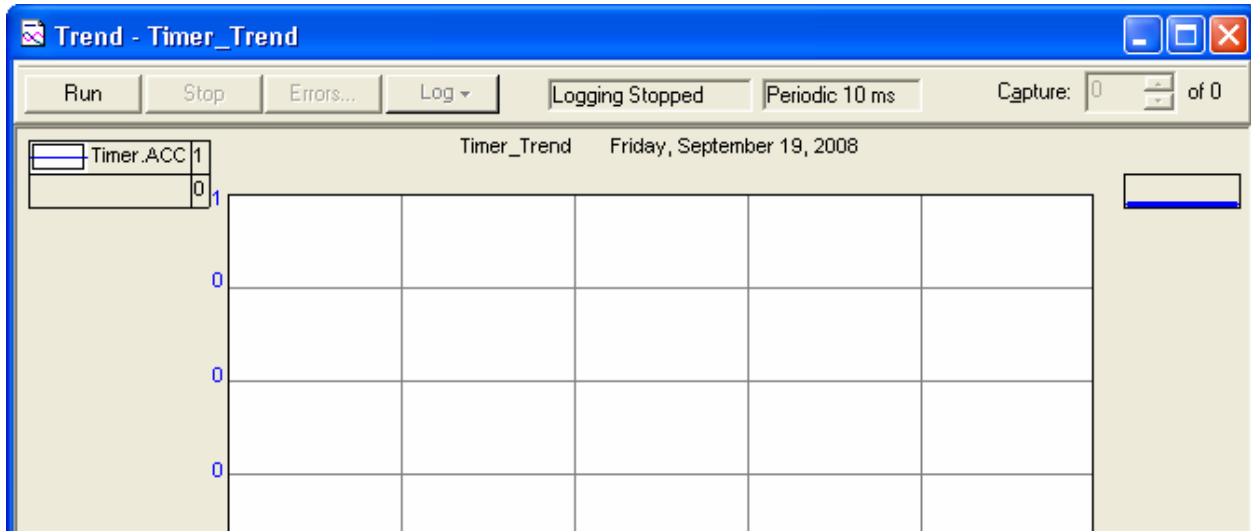 Trend - Timer_Trend
Run Stop Errors... Log Logging Stopped Periodic 10 ms Capture: 0 of 0
Timer_Trend Friday, September 19, 2008
Timer.ACC 1
0
1
0
0
0